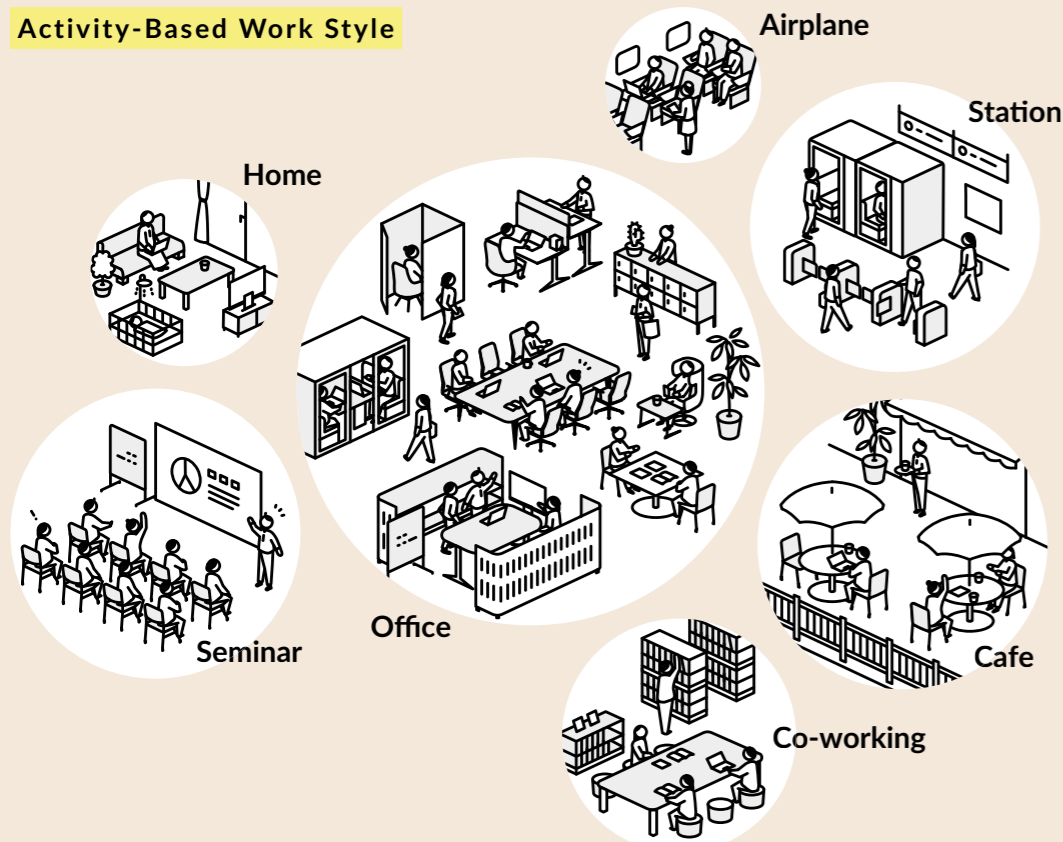 Activity-Based Work Style
Airplane
Station
Home
Office
Seminar
Cafe
Co-working